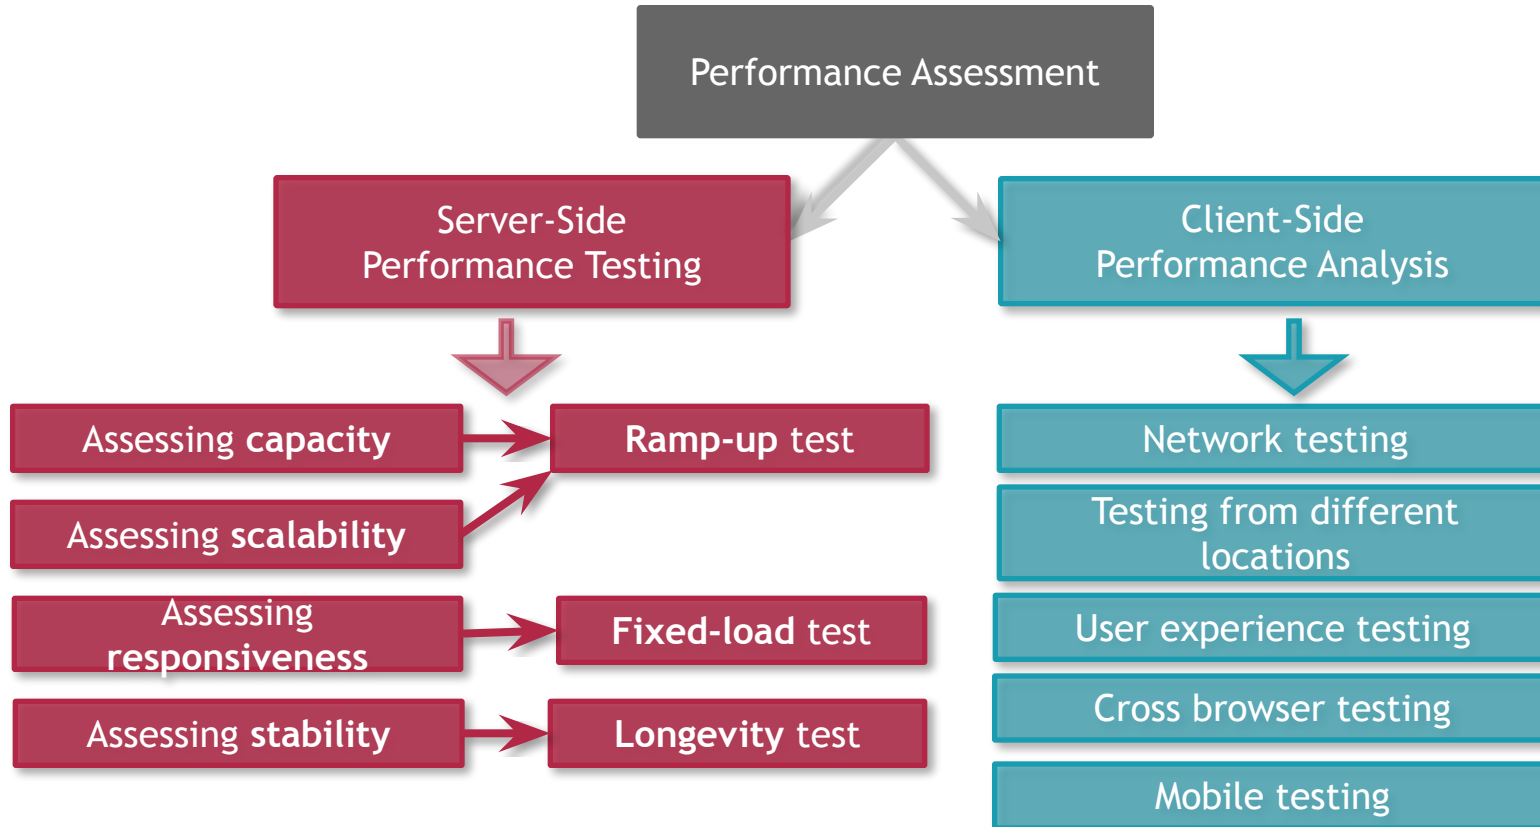 Performance Assessment
Server-Side
Performance Testing
Client-Side
Performance Analysis
Assessing capacity
Ramp-up test
Assessing scalability
Assessing
responsiveness
Fixed-load test
Assessing stability
Longevity test
Network testing
Testing from different
locations
User experience testing
Cross browser testing
Mobile testing